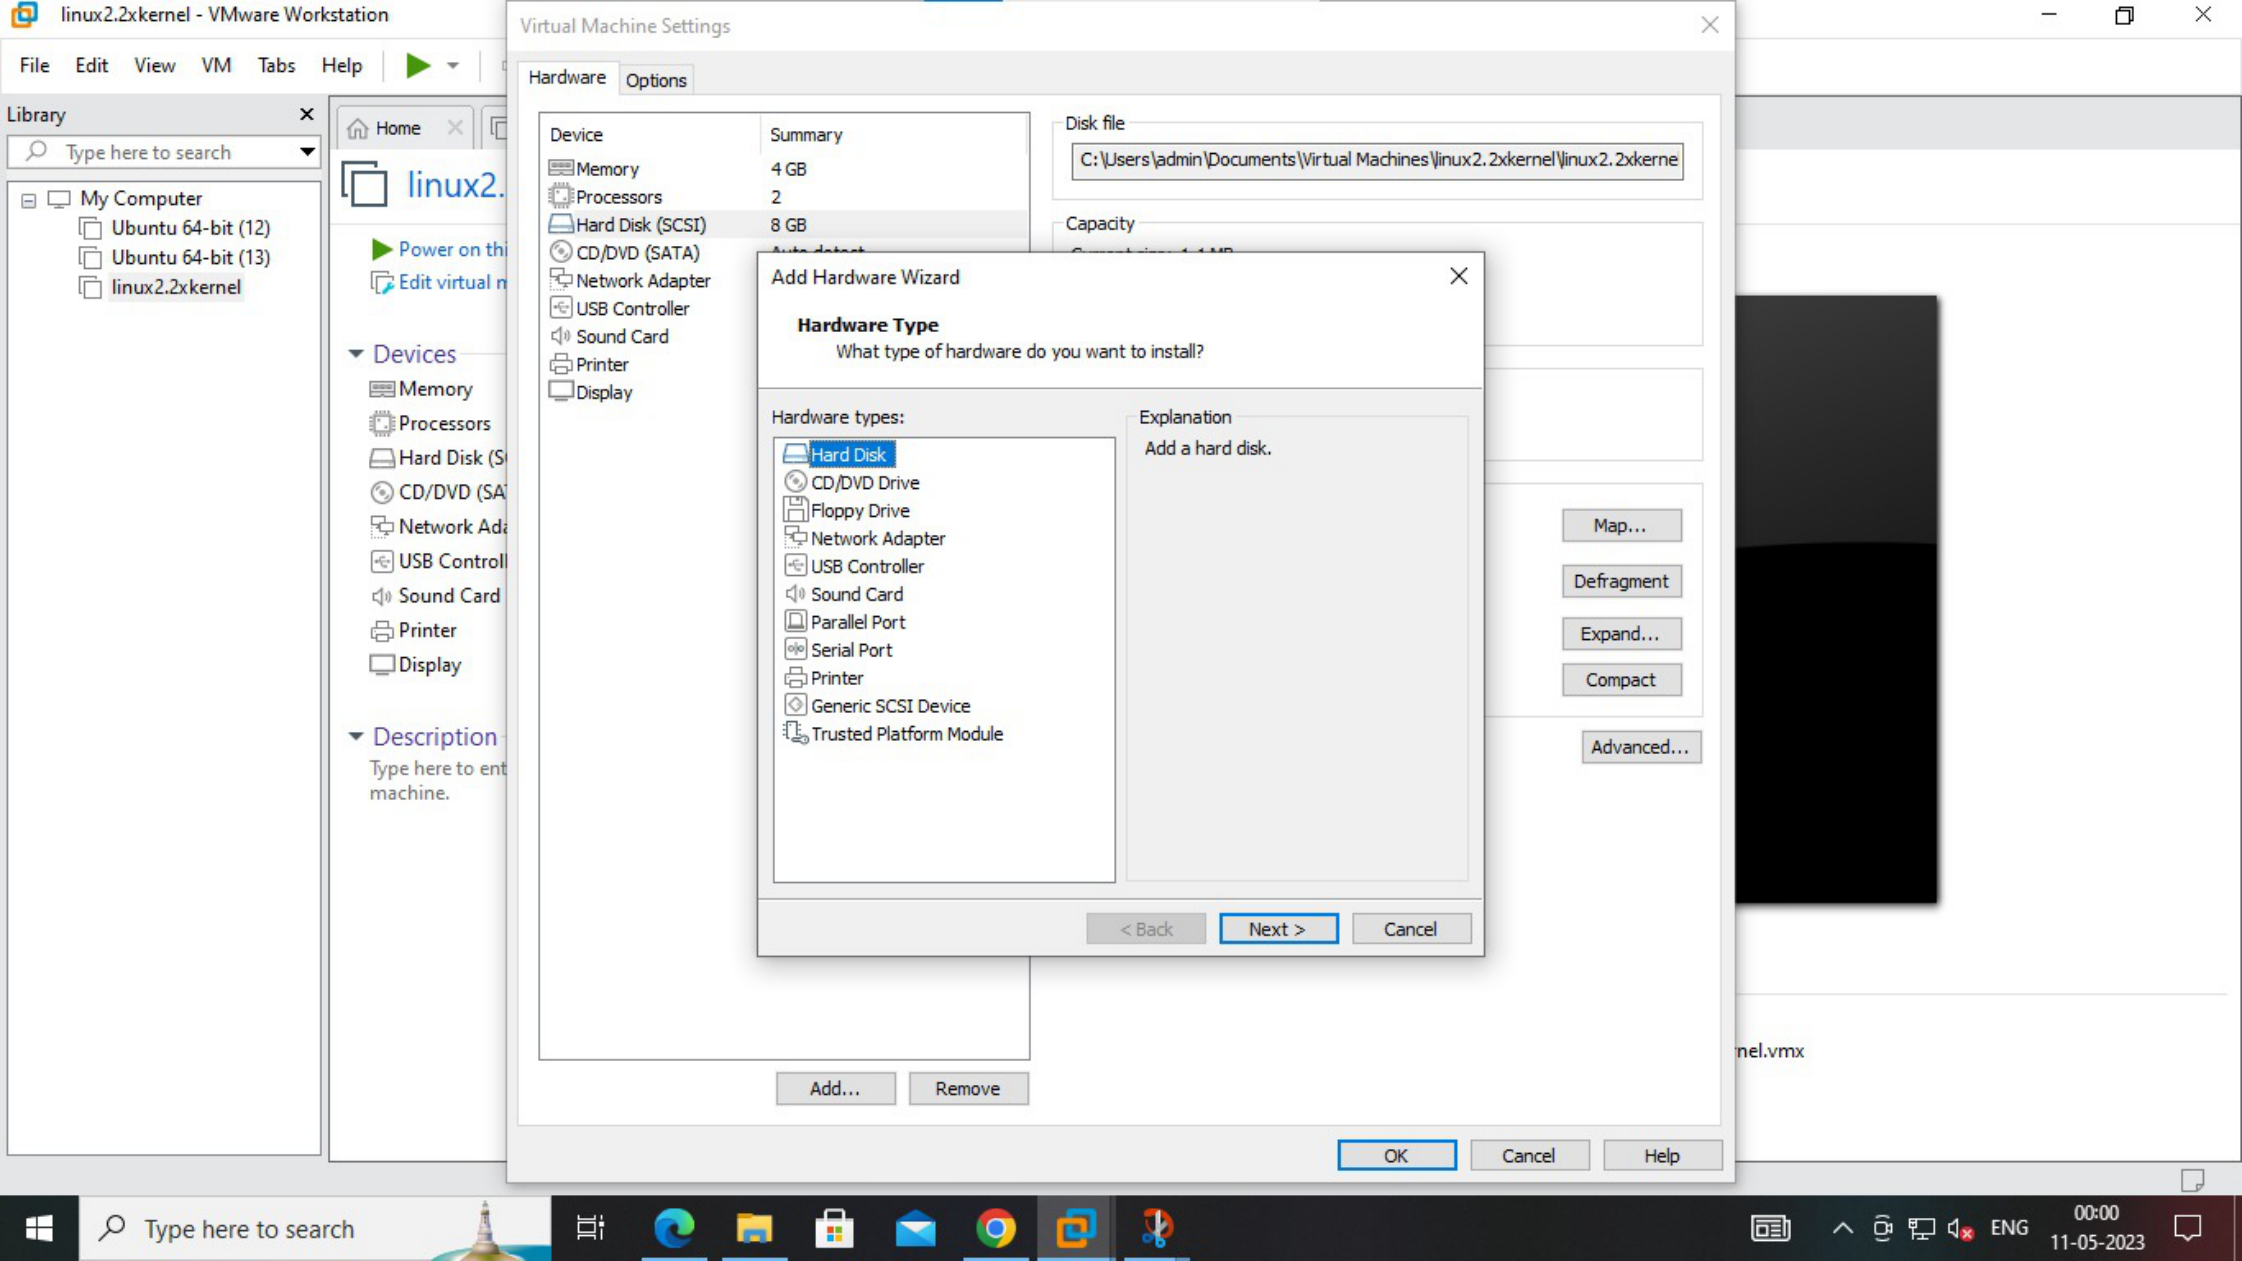 linux2.2xkernel - VMware Workstation
File Edit View VM Tabs Help
Library
Type here to search
My Computer
Ubuntu 64-bit (12)
Ubuntu 64-bit (13)
linux2.2xkernel
Home
linux2.
Power on thi
Edit virtual m
Devices
Memory
Processors
Hard Disk (S
CD/DVD (SA
Network Ada
USB Controll
Sound Card
Printer
Display
Description
Type here to ent
machine.
Virtual Machine Settings
Hardware Options
Device Summary
Memory 4 GB
Processors 2
Hard Disk (SCSI) 8 GB
CD/DVD (SATA) Auto detect
Network Adapter
USB Controller
Sound Card
Printer
Display
Add... Remove
Disk file
C:\Users\admin\Documents\Virtual Machines\linux2.2xkernel\linux2.2xkerne
Capacity
Current size: 1.1 MB
Map...
Defragment
Expand...
Compact
Advanced...
OK Cancel Help
Add Hardware Wizard
Hardware Type
What type of hardware do you want to install?
Hardware types:
Hard Disk
CD/DVD Drive
Floppy Drive
Network Adapter
USB Controller
Sound Card
Parallel Port
Serial Port
Printer
Generic SCSI Device
Trusted Platform Module
Explanation
Add a hard disk.
< Back Next > Cancel
nel.vmx
Type here to search
ENG
00:00
11-05-2023